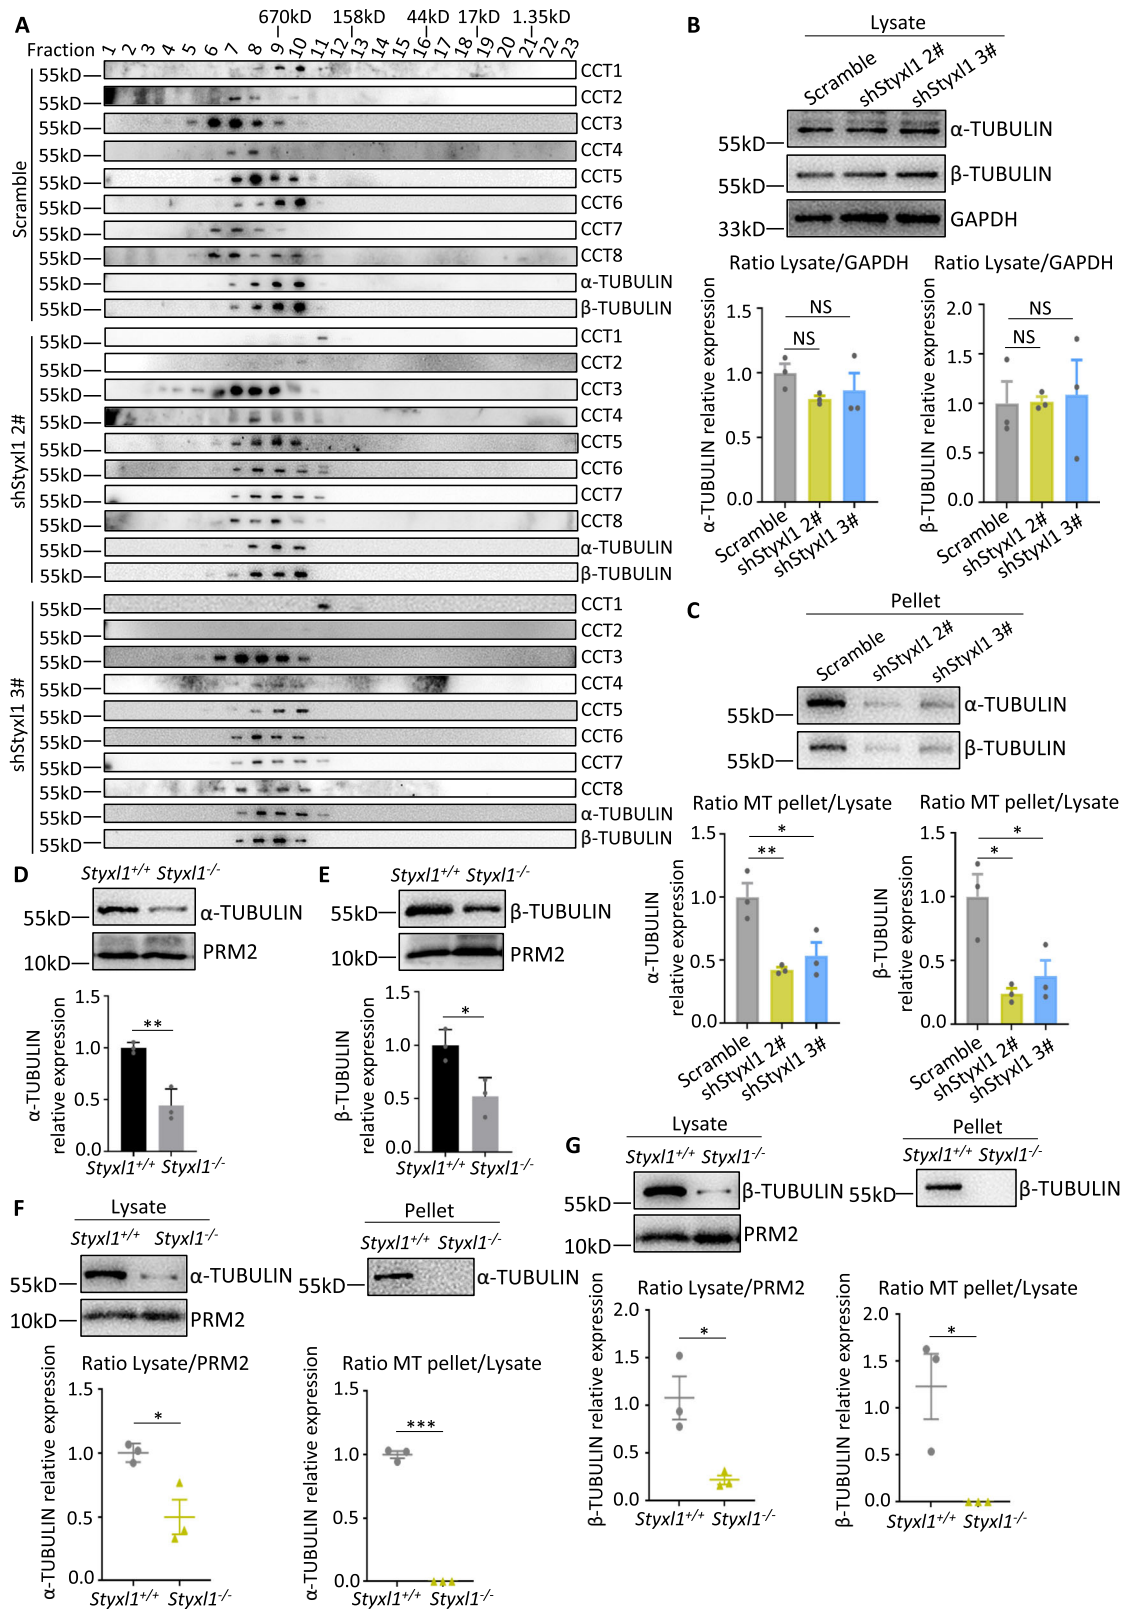 A
670kD 158kD 44kD 17kD 1.35kD
Fraction 1 2 3 4 5 6 7 8 9 10 11 12 13 14 15 16 17 18 19 20 21 22 23
Scramble
55kD CCT1
55kD CCT2
55kD CCT3
55kD CCT4
55kD CCT5
55kD CCT6
55kD CCT7
55kD CCT8
55kD α-TUBULIN
55kD β-TUBULIN
shStyxl1 2#
55kD CCT1
55kD CCT2
55kD CCT3
55kD CCT4
55kD CCT5
55kD CCT6
55kD CCT7
55kD CCT8
55kD α-TUBULIN
55kD β-TUBULIN
shStyxl1 3#
55kD CCT1
55kD CCT2
55kD CCT3
55kD CCT4
55kD CCT5
55kD CCT6
55kD CCT7
55kD CCT8
55kD α-TUBULIN
55kD β-TUBULIN
B
Lysate
Scramble shStyxl1 2# shStyxl1 3#
55kD α-TUBULIN
55kD β-TUBULIN
33kD GAPDH
Ratio Lysate/GAPDH
α-TUBULIN relative expression
1.5
1.0
0.5
0.0
NS
NS
Scramble shStyxl1 2# shStyxl1 3#
Ratio Lysate/GAPDH
β-TUBULIN relative expression
2.0
1.5
1.0
0.5
0.0
NS
NS
Scramble shStyxl1 2# shStyxl1 3#
C
Pellet
Scramble shStyxl1 2# shStyxl1 3#
55kD α-TUBULIN
55kD β-TUBULIN
Ratio MT pellet/Lysate
α-TUBULIN
relative expression
1.5
1.0
0.5
0.0
*
**
Scramble shStyxl1 2# shStyxl1 3#
Ratio MT pellet/Lysate
β-TUBULIN
relative expression
1.5
1.0
0.5
0.0
*
*
Scramble shStyxl1 2# shStyxl1 3#
D
Styxl1+/+ Styxl1-/-
55kD α-TUBULIN
10kD PRM2
α-TUBULIN
relative expression
1.5
1.0
0.5
0.0
**
Styxl1+/+ Styxl1-/-
E
Styxl1+/+ Styxl1-/-
55kD β-TUBULIN
10kD PRM2
β-TUBULIN
relative expression
1.5
1.0
0.5
0.0
*
Styxl1+/+ Styxl1-/-
F
Lysate
Styxl1+/+ Styxl1-/-
55kD α-TUBULIN
10kD PRM2
Pellet
Styxl1+/+ Styxl1-/-
55kD α-TUBULIN
Ratio Lysate/PRM2
α-TUBULIN relative expression
1.5
1.0
0.5
0.0
*
Styxl1+/+ Styxl1-/-
Ratio MT pellet/Lysate
α-TUBULIN relative expression
1.5
1.0
0.5
0.0
***
Styxl1+/+ Styxl1-/-
G
Lysate
Styxl1+/+ Styxl1-/-
55kD β-TUBULIN
10kD PRM2
Pellet
Styxl1+/+ Styxl1-/-
55kD β-TUBULIN
Ratio Lysate/PRM2
β-TUBULIN relative expression
2.0
1.5
1.0
0.5
0.0
*
Styxl1+/+ Styxl1-/-
Ratio MT pellet/Lysate
β-TUBULIN relative expression
2.0
1.5
1.0
0.5
0.0
*
Styxl1+/+ Styxl1-/-